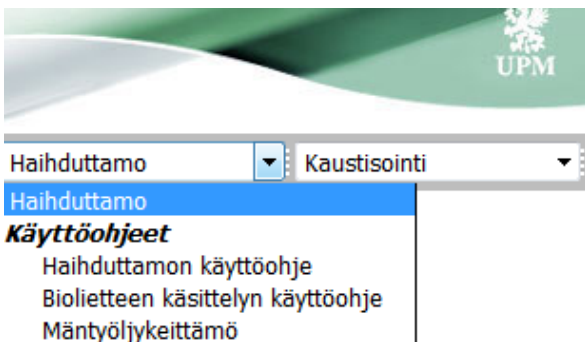 UPM
Haihduttamo Kaustisointi
Haihduttamo
Käyttöohjeet
Haihduttamon käyttöohje
Biolietteen käsittelyn käyttöohje
Mäntyöljykeittämö